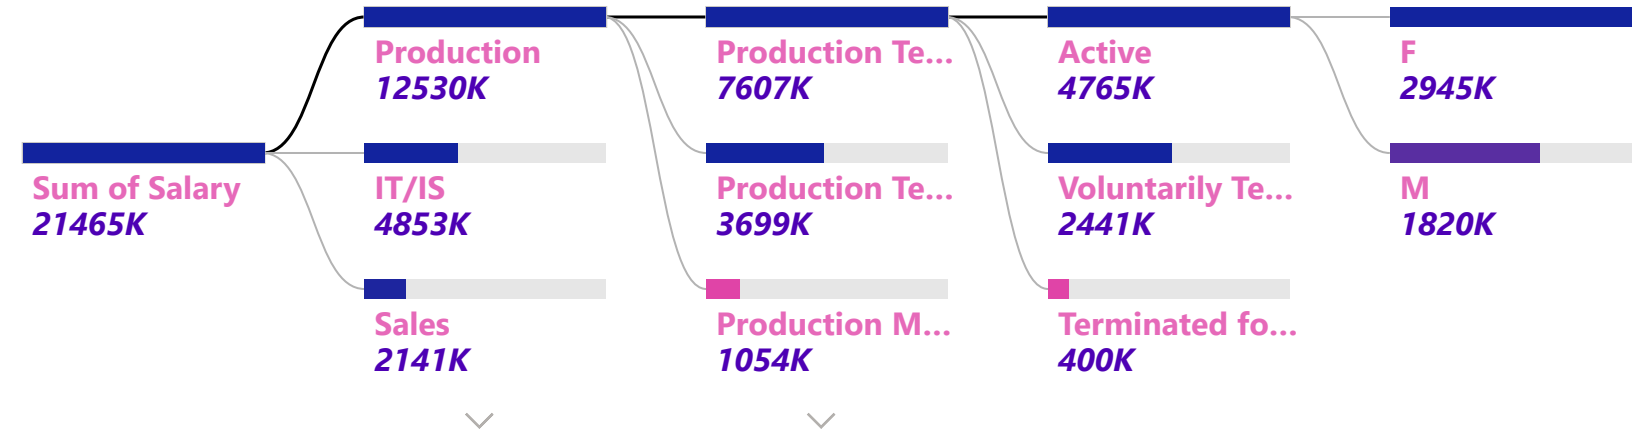 Production
12530K
Production Te...
7607K
Active
4765K
F
2945K
Sum of Salary
21465K
IT/IS
4853K
Production Te...
3699K
Voluntarily Te...
2441K
M
1820K
Sales
2141K
Production M...
1054K
Terminated fo...
400K